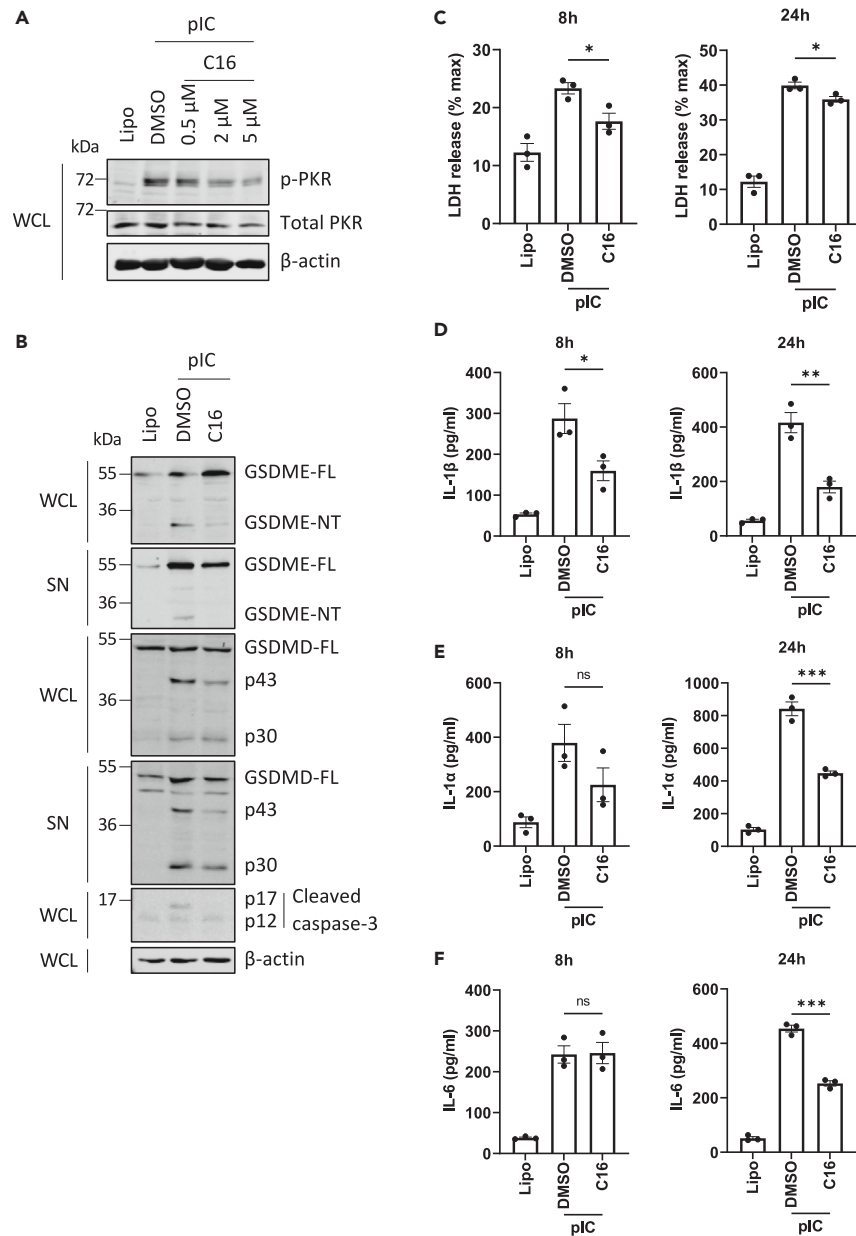 A
pIC
C16
Lipo
DMSO
0.5 μM
2 μM
5 μM
kDa
72
p-PKR
72
WCL
Total PKR
β-actin
B
pIC
Lipo
DMSO
C16
kDa
55
GSDME-FL
WCL
36
GSDME-NT
55
GSDME-FL
SN
36
GSDME-NT
55
GSDMD-FL
WCL
p43
36
p30
55
GSDMD-FL
SN
p43
36
p30
17
p17
Cleaved
WCL
p12
caspase-3
WCL
β-actin
C
8h
LDH release (% max)
30
20
10
0
*
Lipo
DMSO
C16
pIC
24h
LDH release (% max)
50
40
30
20
10
0
*
Lipo
DMSO
C16
pIC
D
8h
IL-1β (pg/ml)
400
300
200
100
0
*
Lipo
DMSO
C16
pIC
24h
IL-1β (pg/ml)
600
400
200
0
**
Lipo
DMSO
C16
pIC
E
8h
IL-1α (pg/ml)
600
400
200
0
ns
Lipo
DMSO
C16
pIC
24h
IL-1α (pg/ml)
1000
800
600
400
200
0
***
Lipo
DMSO
C16
pIC
F
8h
IL-6 (pg/ml)
400
300
200
100
0
ns
Lipo
DMSO
C16
pIC
24h
IL-6 (pg/ml)
600
400
200
0
***
Lipo
DMSO
C16
pIC